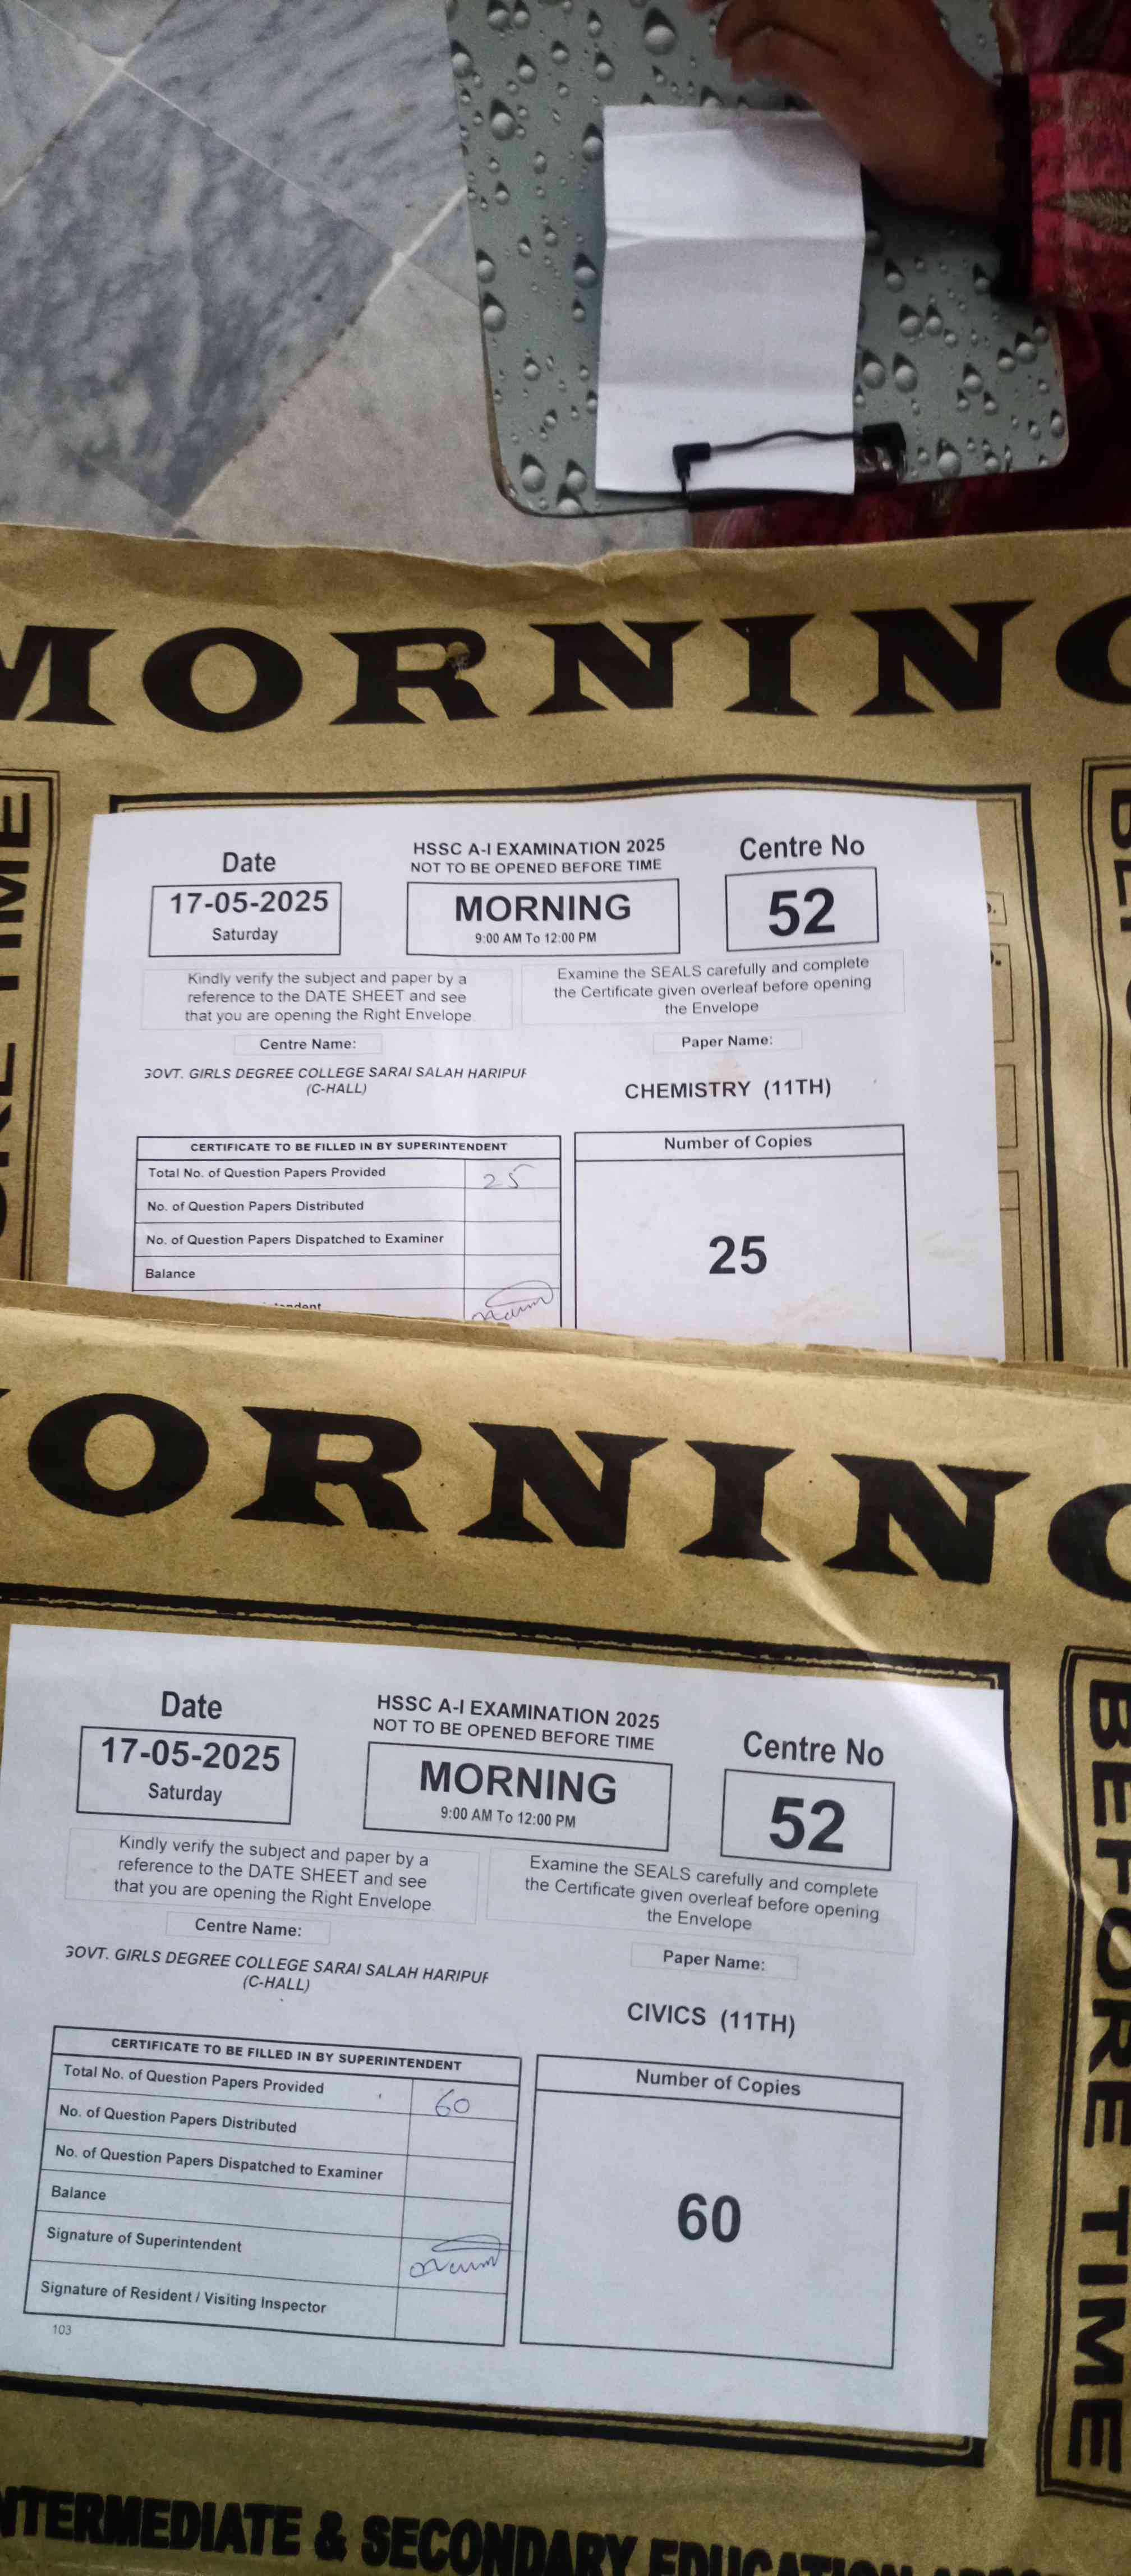 MORNING
TIME
Date
17-05-2025
Saturday
HSSC A-I EXAMINATION 2025
NOT TO BE OPENED BEFORE TIME
MORNING
9:00 AM To 12:00 PM
Centre No
52
Kindly verify the subject and paper by a
reference to the DATE SHEET and see
that you are opening the Right Envelope
Examine the SEALS carefully and complete
the Certificate given overleaf before opening
the Envelope
Centre Name:
GOVT. GIRLS DEGREE COLLEGE SARAI SALAH HARIPUR
(C-HALL)
Paper Name:
CHEMISTRY (11TH)
CERTIFICATE TO BE FILLED IN BY SUPERINTENDENT
Total No. of Question Papers Provided 25
No. of Question Papers Distributed
No. of Question Papers Dispatched to Examiner
Balance
Number of Copies
25
ORNING
Date
17-05-2025
Saturday
HSSC A-I EXAMINATION 2025
NOT TO BE OPENED BEFORE TIME
MORNING
9:00 AM To 12:00 PM
Centre No
52
Kindly verify the subject and paper by a
reference to the DATE SHEET and see
that you are opening the Right Envelope
Examine the SEALS carefully and complete
the Certificate given overleaf before opening
the Envelope
Centre Name:
GOVT. GIRLS DEGREE COLLEGE SARAI SALAH HARIPUR
(C-HALL)
Paper Name:
CIVICS (11TH)
CERTIFICATE TO BE FILLED IN BY SUPERINTENDENT
Total No. of Question Papers Provided 60
No. of Question Papers Distributed
No. of Question Papers Dispatched to Examiner
Balance
Signature of Superintendent
Signature of Resident / Visiting Inspector
103
Number of Copies
60
BEFORE TIME
INTERMEDIATE & SECONDARY EDUCATION